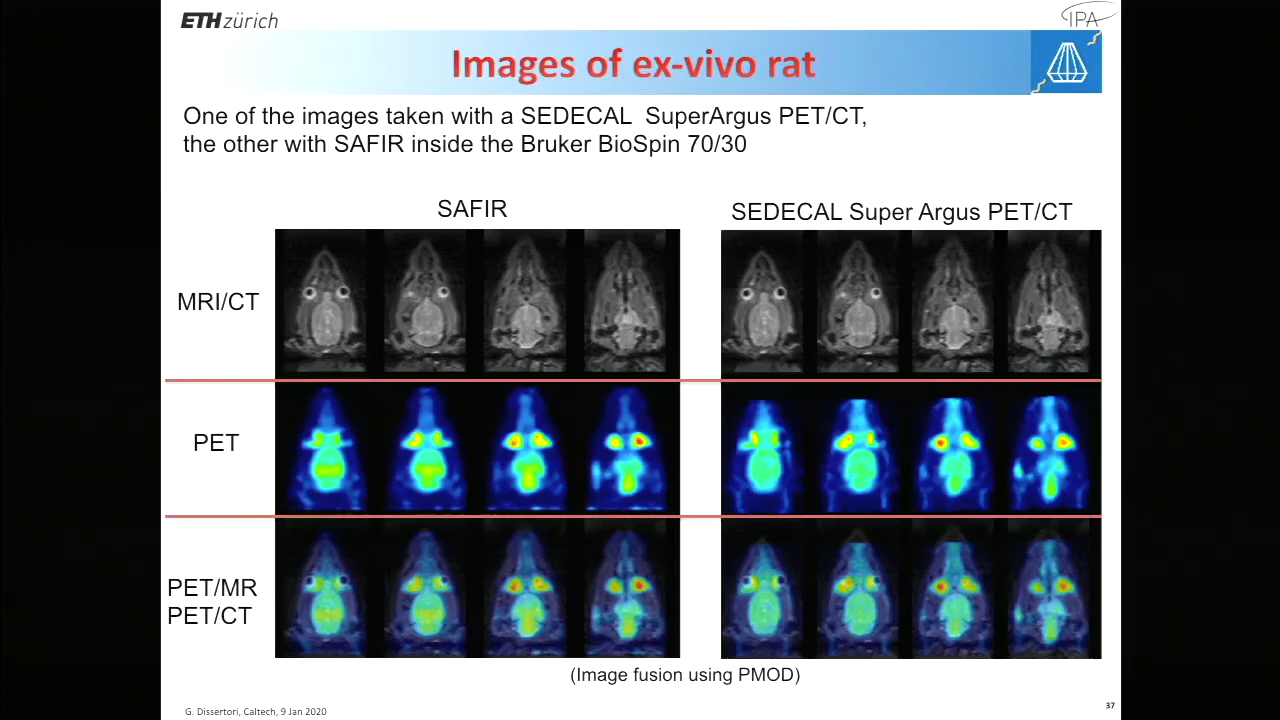 ETH zürich
IPA
Images of ex-vivo rat
One of the images taken with a SEDECAL SuperArgus PET/CT,
the other with SAFIR inside the Bruker BioSpin 70/30
SAFIR
SEDECAL Super Argus PET/CT
MRI/CT
PET
PET/MR
PET/CT
(Image fusion using PMOD)
G. Dissertori, Caltech, 9 Jan 2020
37